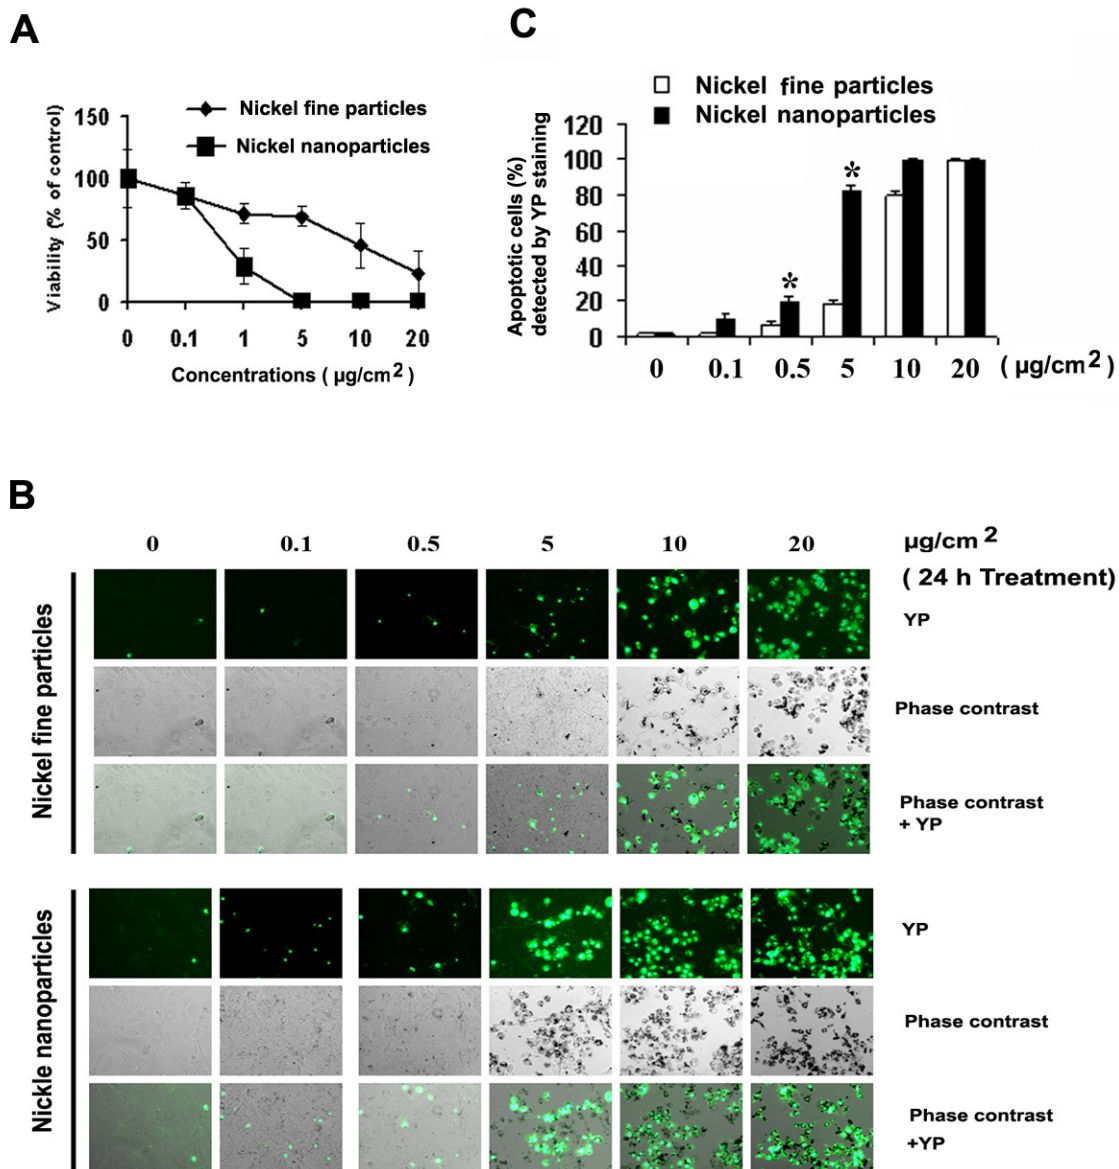 A
Nickel fine particles
Nickel nanoparticles
Viability (% of control)
150
100
50
0
0 0.1 1 5 10 20
Concentrations ( µg/cm2 )
C
Nickel fine particles
Nickel nanoparticles
Apoptotic cells (%)
detected by YP staining
120
100
80
60
40
20
0
* *
0 0.1 0.5 5 10 20 ( µg/cm2 )
B
0 0.1 0.5 5 10 20 µg/cm 2
( 24 h Treatment)
Nickel fine particles
YP
Phase contrast
Phase contrast
+ YP
Nickle nanoparticles
YP
Phase contrast
Phase contrast
+YP